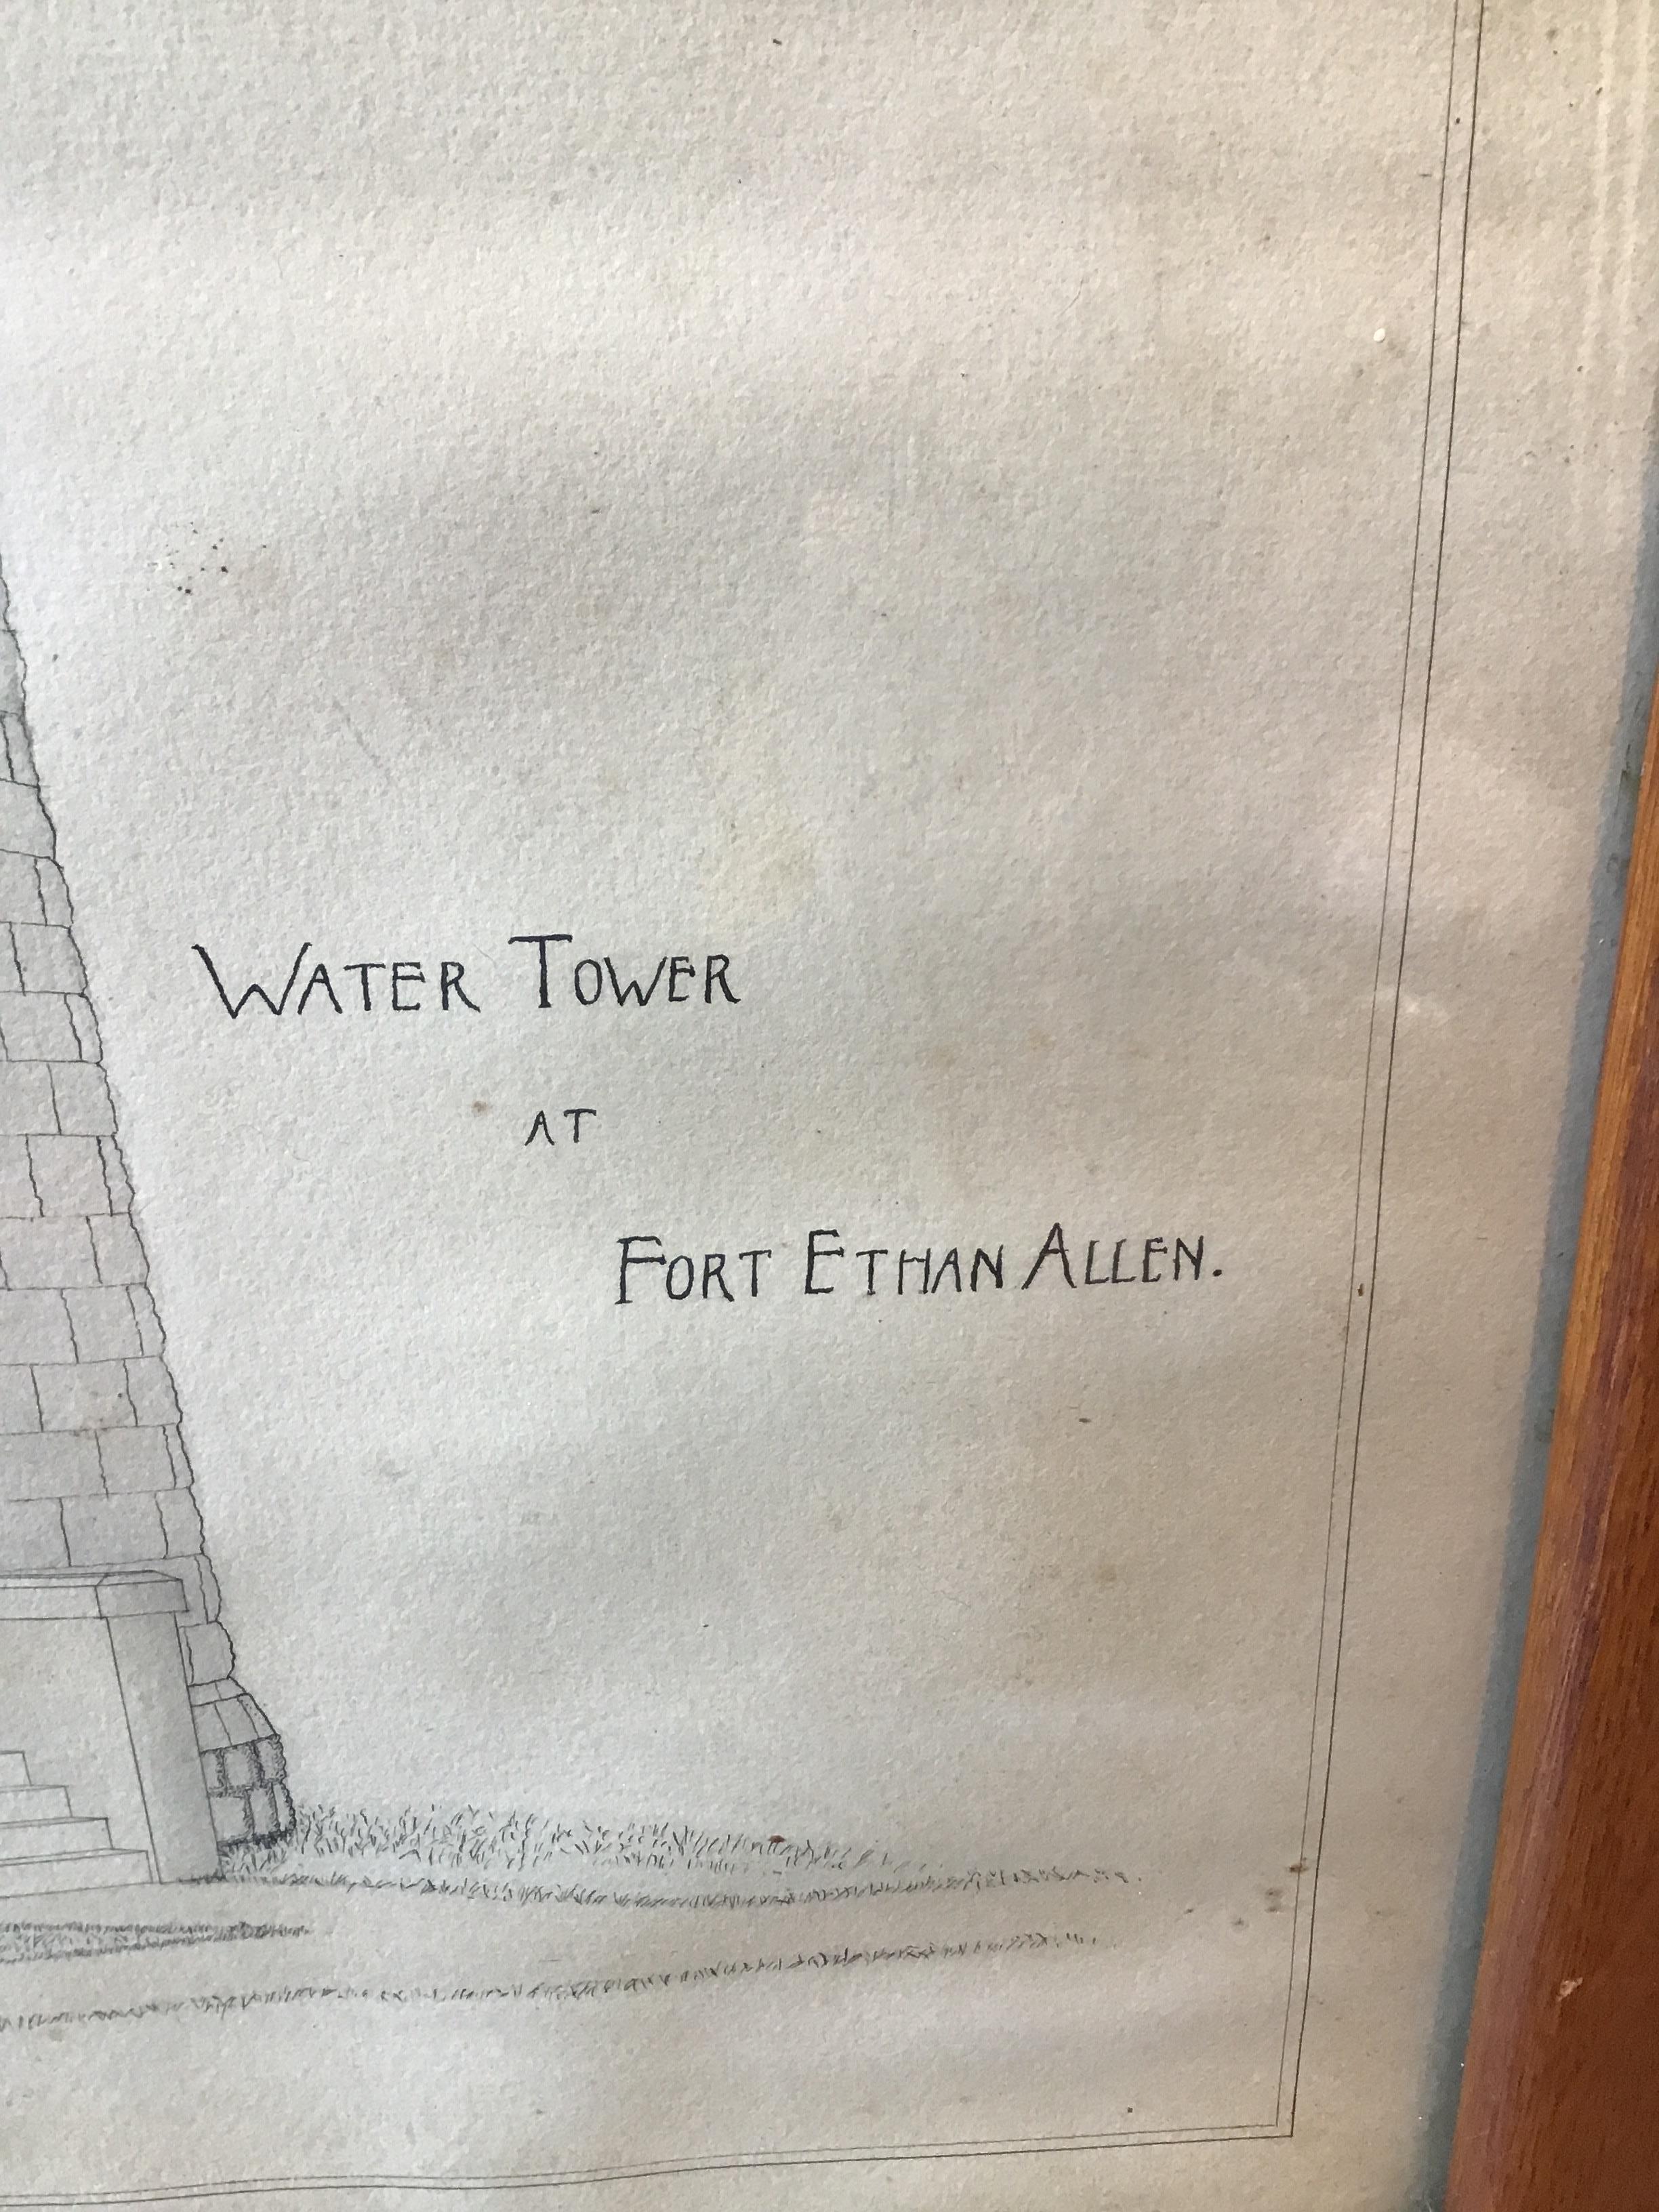 WATER TOWER
AT
FORT ETHAN ALLEN.